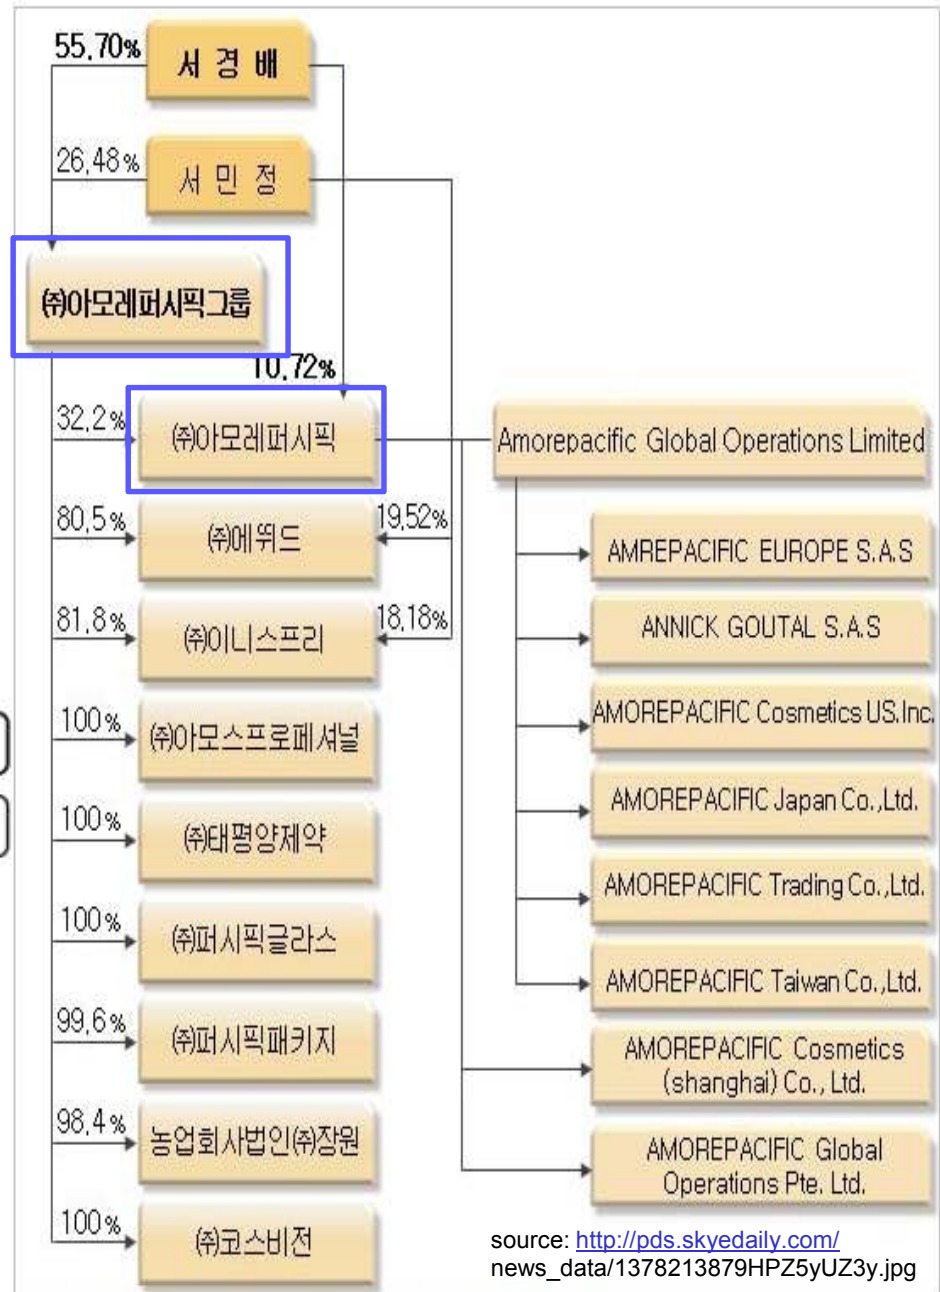 55,70%
서 경 배
26,48%
서 민 정
㈜아모레퍼시픽그룹
10,72%
32,2%
㈜아모레퍼시픽
Amorepacific Global Operations Limited
80,5%
㈜에뛰드
19,52%
AMREPACIFIC EUROPE S.A.S
81,8%
㈜이니스프리
18,18%
ANNICK GOUTAL S.A.S
100%
㈜아모스프로페셔널
AMOREPACIFIC Cosmetics US.Inc.
100%
㈜태평양제약
AMOREPACIFIC Japan Co.,Ltd.
100%
㈜퍼시픽글라스
AMOREPACIFIC Trading Co.,Ltd.
AMOREPACIFIC Taiwan Co.,Ltd.
99,6%
㈜퍼시픽패키지
AMOREPACIFIC Cosmetics
(shanghai) Co., Ltd.
98,4%
농업회사법인㈜장원
AMOREPACIFIC Global
Operations Pte. Ltd.
100%
㈜코스비전
source: http://pds.skyedaily.com/
news_data/1378213879HPZ5yUZ3y.jpg